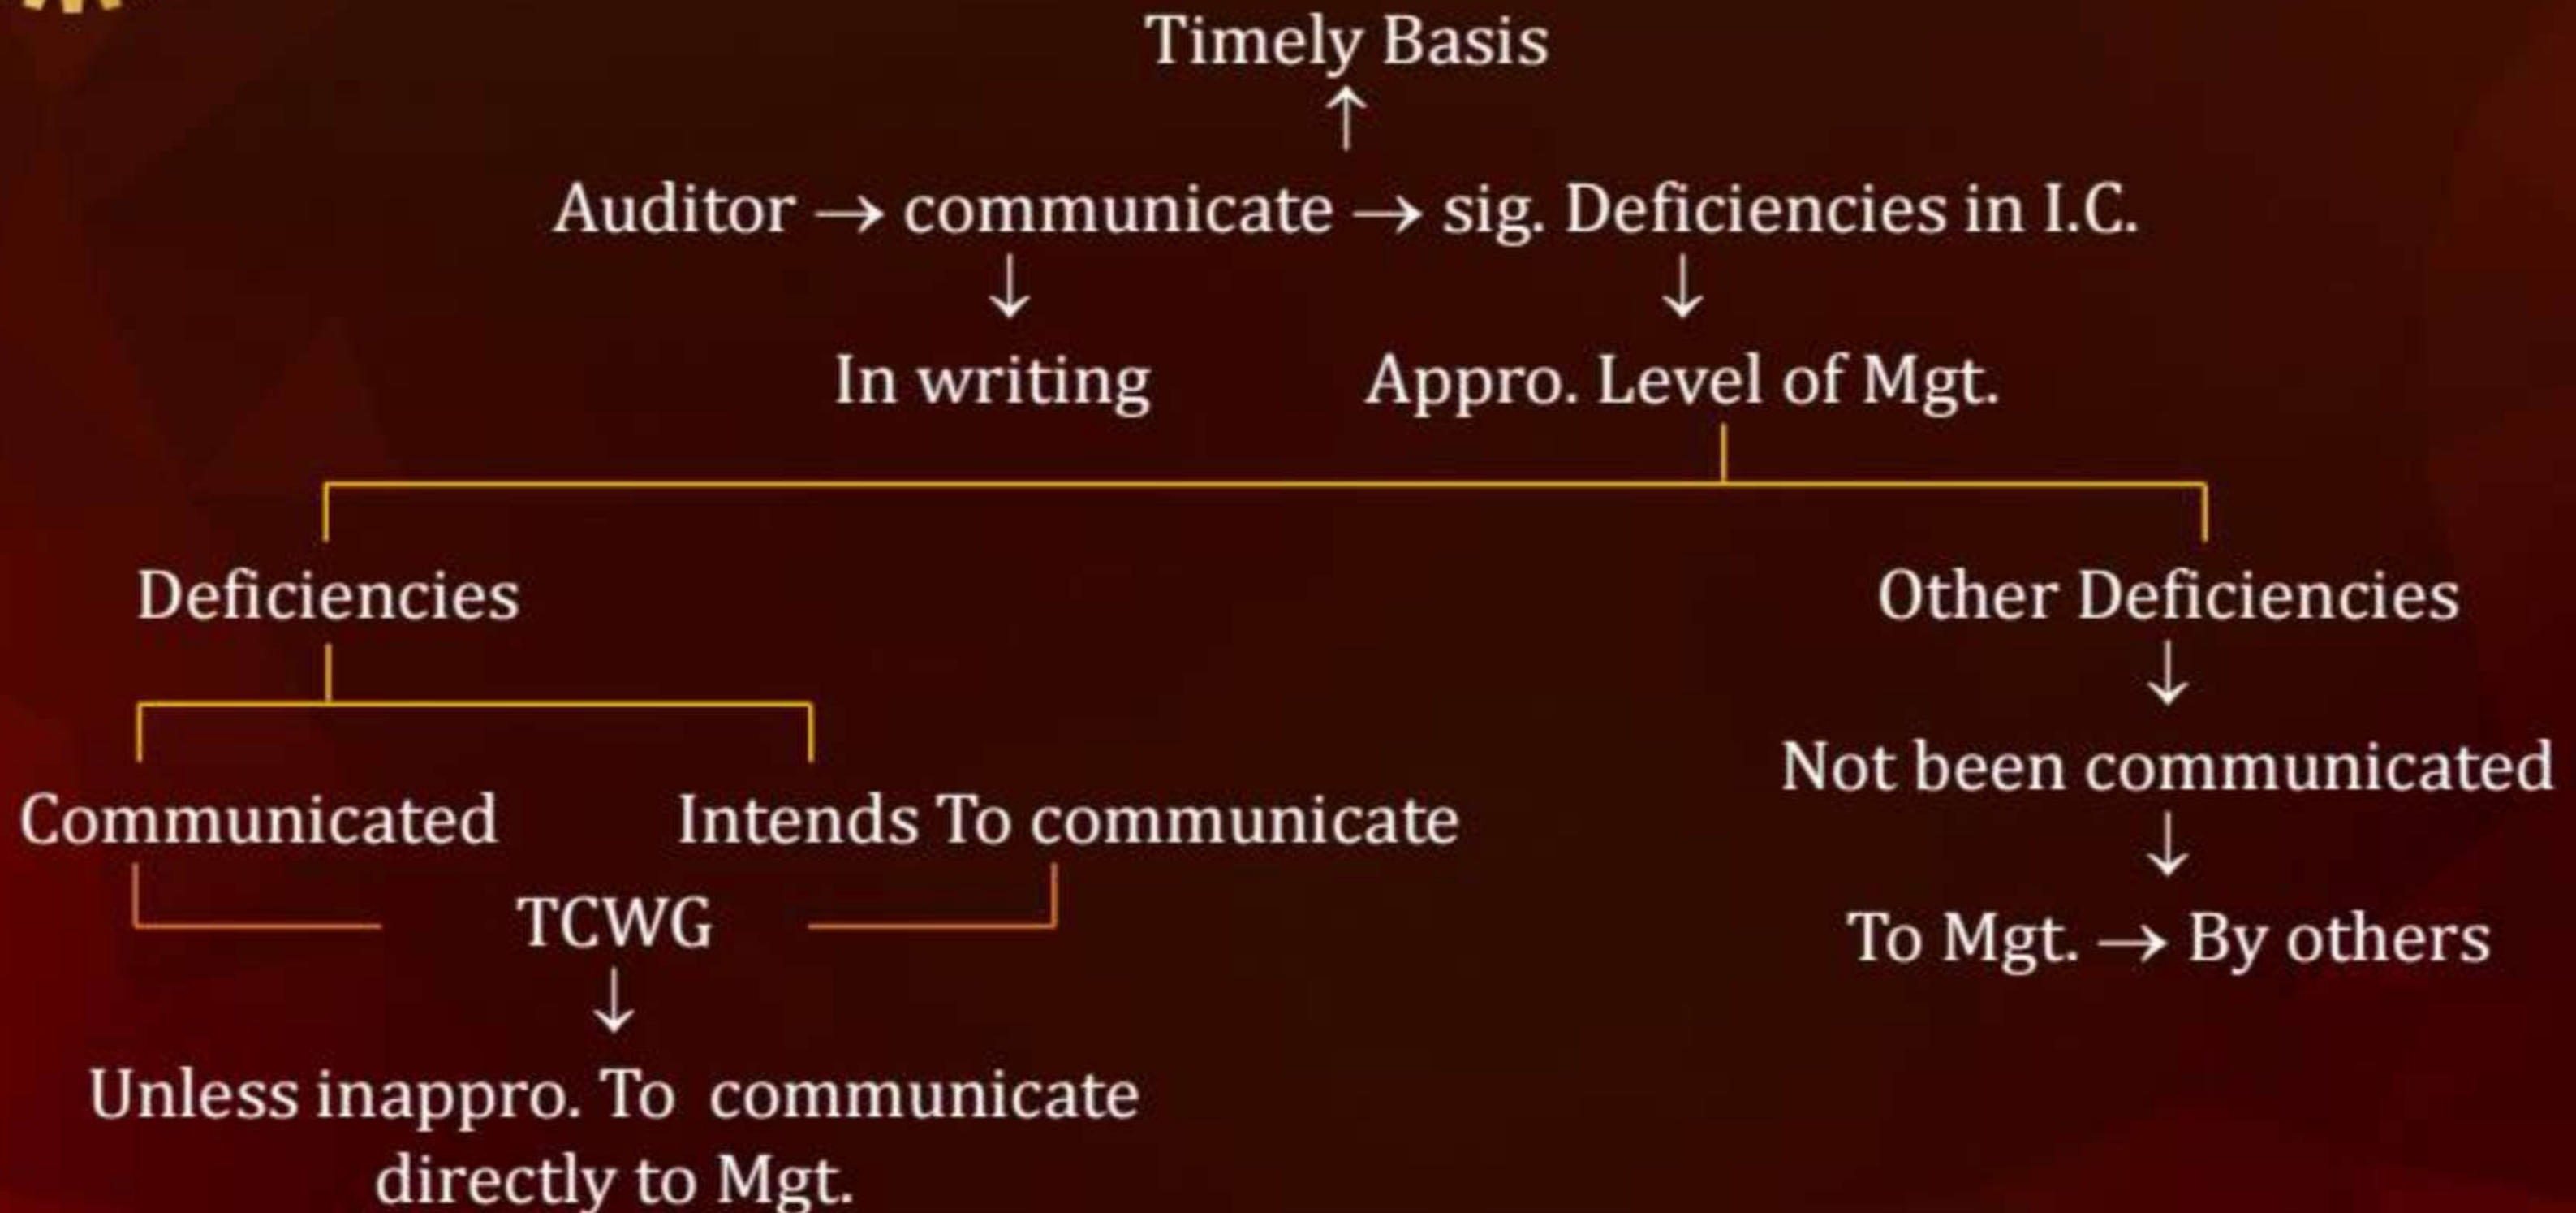 Timely Basis
↑
Auditor → communicate → sig. Deficiencies in I.C.
↓ ↓
In writing Appro. Level of Mgt.
Deficiencies Other Deficiencies
↓
Not been communicated
Communicated Intends To communicate
↓
TCWG To Mgt. → By others
↓
Unless inappro. To communicate
directly to Mgt.